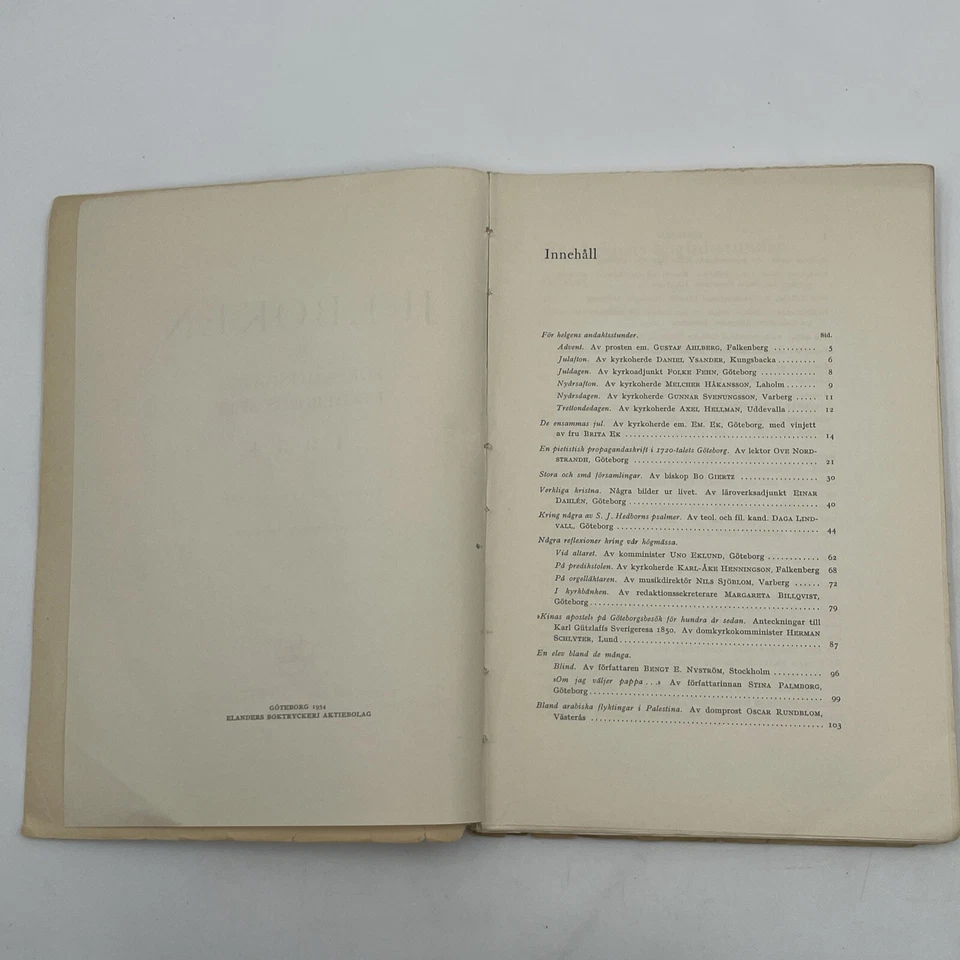 GÖTEBORG 1954
ELANDERS BOKTRYCKERI AKTIEBOLAG
Innehåll
För helgens andaktsstunder. Sid.
Advent. Av prosten em. GUSTAF AHLBERG, Falkenberg .......... 5
Julafton. Av kyrkoherde DANIEL YSANDER, Kungsbacka ......... 6
Juldagen. Av kyrkoadjunkt FOLKE FEHN, Göteborg ............. 8
Nyårsafton. Av kyrkoherde MELCHER HÅKANSSON, Laholm ....... 9
Nyårsdagen. Av kyrkoherde GUNNAR SVENUNGSSON, Varberg ..... 11
Trettondedagen. Av kyrkoherde AXEL HELLMAN, Uddevalla ....... 12
De ensammas jul. Av kyrkoherde em. EM. EK, Göteborg, med vinjett
av fru BRITA EK ............................................ 14
En pietistisk propagandaskrift i 1720-talets Göteborg. Av lektor OVE NORD-
STRANDH, Göteborg .......................................... 21
Stora och små församlingar. Av biskop BO GIERTZ ................ 30
Verkliga kristna. Några bilder ur livet. Av läroverksadjunkt EINAR
DAHLÉN, Göteborg ........................................... 40
Kring några av S. J. Hedborns psalmer. Av teol. och fil. kand. DAGA LIND-
VALL, Göteborg ............................................. 44
Några reflexioner kring vår högmässa.
Vid altaret. Av komminister UNO EKLUND, Göteborg ............ 62
På predikstolen. Av kyrkoherde KARL-ÅKE HENNINGSON, Falkenberg 68
På orgelläktaren. Av musikdirektör NILS SJÖBLOM, Varberg ...... 72
I kyrkbänken. Av redaktionssekreterare MARGARETA BILLQVIST,
Göteborg ................................................... 79
»Kinas apostel» på Göteborgsbesök för hundra år sedan. Anteckningar till
Karl Gützlaffs Sverigeresa 1850. Av domkyrkokomminister HERMAN
SCHLYTER, Lund ............................................. 87
En elev bland de många.
Blind. Av författaren BENGT E. NYSTRÖM, Stockholm ............ 96
»Om jag väljer pappa ...» Av författarinnan STINA PALMBORG,
Göteborg ................................................... 99
Bland arabiska flyktingar i Palestina. Av domprost OSCAR RUNDBLOM,
Västerås ................................................... 103